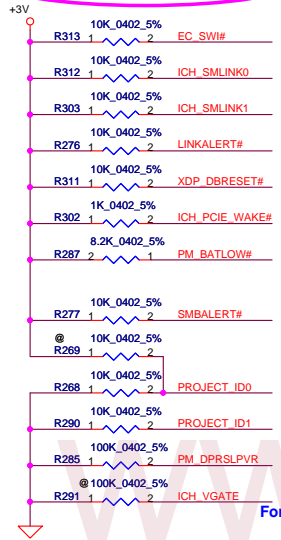 +3V
10K_0402_5%
R313 1 2 EC_SWI#
10K_0402_5%
R312 1 2 ICH_SMLINK0
10K_0402_5%
R303 1 2 ICH_SMLINK1
10K_0402_5%
R276 1 2 LINKALERT#
10K_0402_5%
R311 1 2 XDP_DBRESET#
1K_0402_5%
R302 1 2 ICH_PCIE_WAKE#
8.2K_0402_5%
R287 2 1 PM_BATLOW#
10K_0402_5%
R277 1 2 SMBALERT#
@ 10K_0402_5%
R269 1 2
10K_0402_5%
R268 1 2 PROJECT_ID0
10K_0402_5%
R290 1 2 PROJECT_ID1
100K_0402_5%
R285 1 2 PM_DPRSLPVR
@ 100K_0402_5%
R291 1 2 ICH_VGATE
For